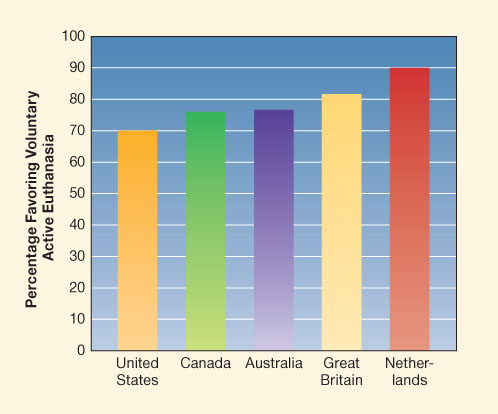 Percentage Favoring Voluntary
Active Euthanasia
100
90
80
70
60
50
40
30
20
10
0
United
States
Canada
Australia
Great
Britain
Nether-
lands